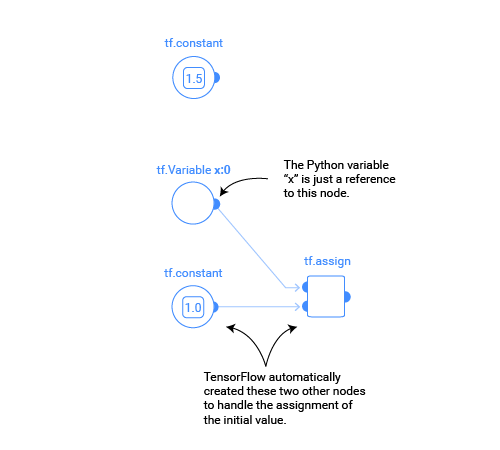 tf.constant
1.5
tf.Variable x:0
The Python variable
“x” is just a reference
to this node.
tf.assign
tf.constant
1.0
TensorFlow automatically
created these two other nodes
to handle the assignment of
the initial value.